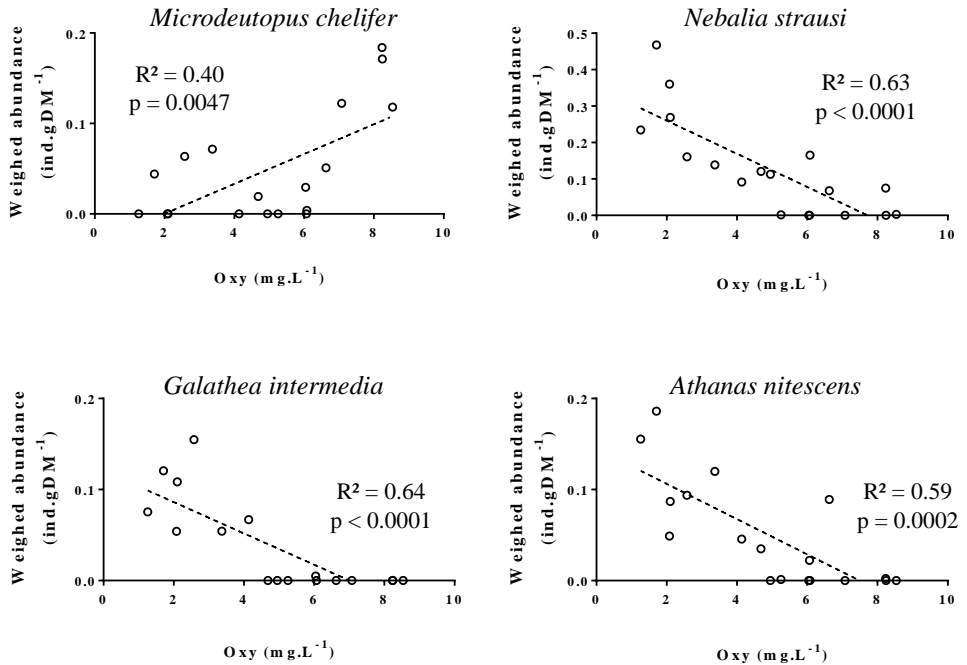 Microdeutopus chelifer
Weighed abundance
(ind.gDM-1)
0.2
0.1
0.0
R² = 0.40
p = 0.0047
0 2 4 6 8 10
Oxy (mg.L-1)
Nebalia strausi
Weighed abundance
(ind.gDM-1)
0.5
0.4
0.3
0.2
0.1
0.0
R² = 0.63
p < 0.0001
0 2 4 6 8 10
Oxy (mg.L-1)
Galathea intermedia
Weighed abundance
(ind.gDM-1)
0.2
0.1
0.0
R² = 0.64
p < 0.0001
0 2 4 6 8 10
Oxy (mg.L-1)
Athanas nitescens
Weighed abundance
(ind.gDM-1)
0.2
0.1
0.0
R² = 0.59
p = 0.0002
0 2 4 6 8 10
Oxy (mg.L-1)